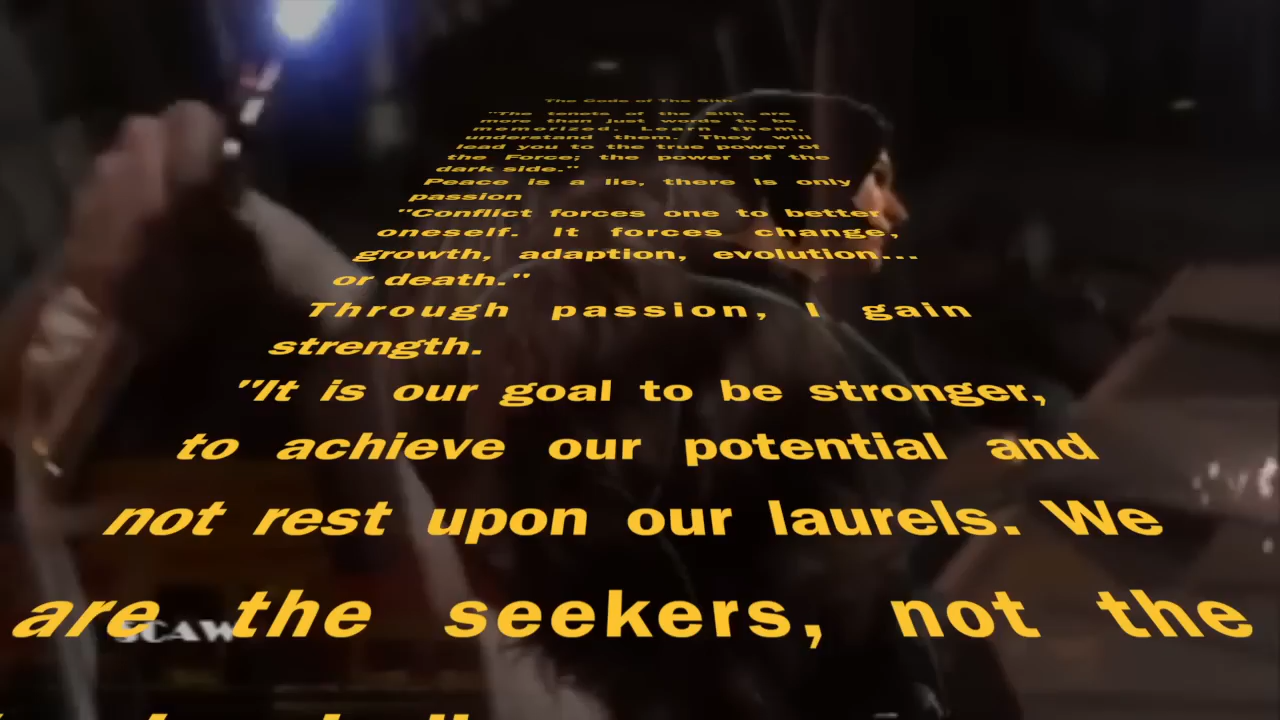 The Code of The Sith
"The tenets of the Sith are
more than just words to be
memorized. Learn them,
understand them. They will
lead you to the true power of
the Force; the power of the
dark side."
Peace is a lie, there is only
passion
"Conflict forces one to better
oneself. It forces change,
growth, adaption, evolution...
or death."
Through passion, I gain
strength.
"It is our goal to be stronger,
to achieve our potential and
not rest upon our laurels. We
are the seekers, not the